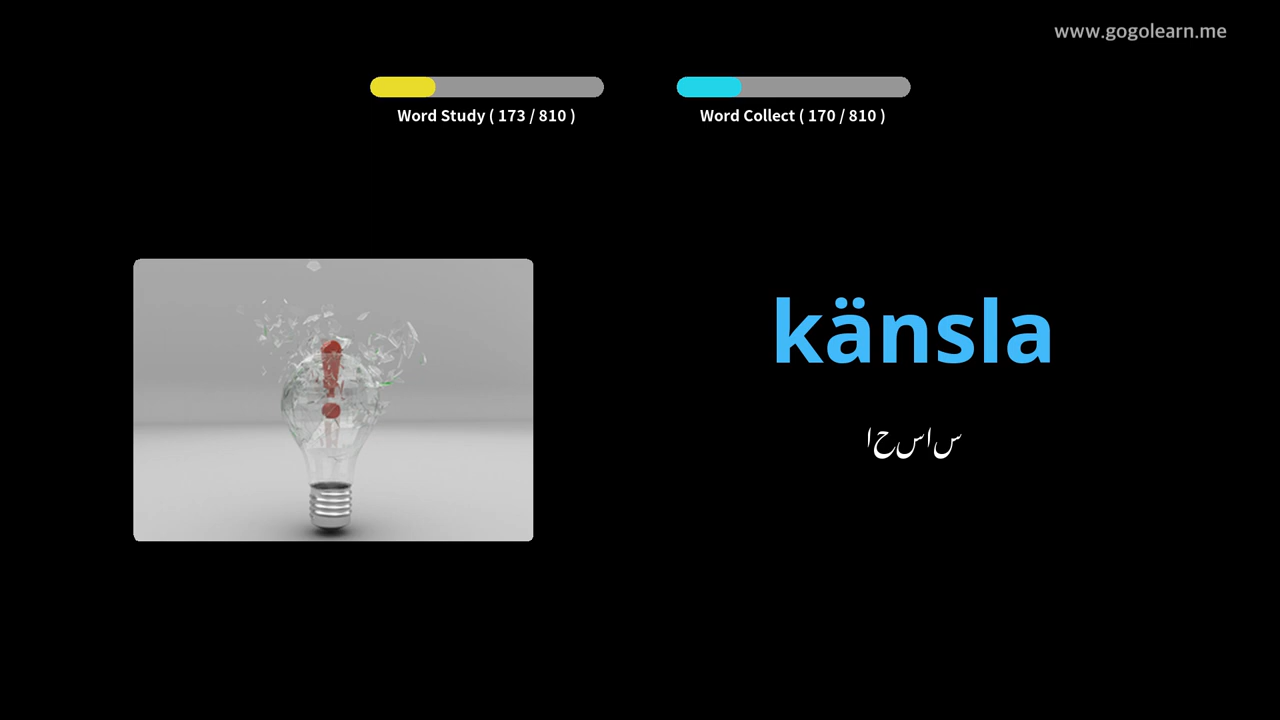 www.gogolearn.me
Word Study ( 173 / 810 )
Word Collect ( 170 / 810 )
känsla
احساس